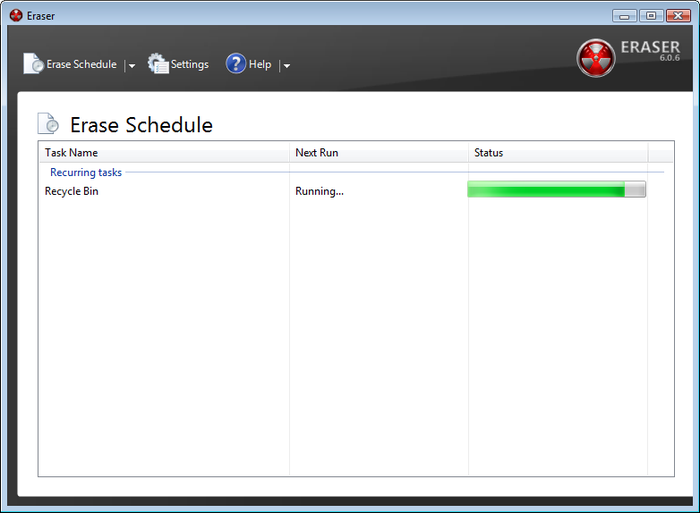 Eraser
Erase Schedule Settings Help
ERASER
6.0.6
Erase Schedule
Task Name Next Run Status
Recurring tasks
Recycle Bin Running...